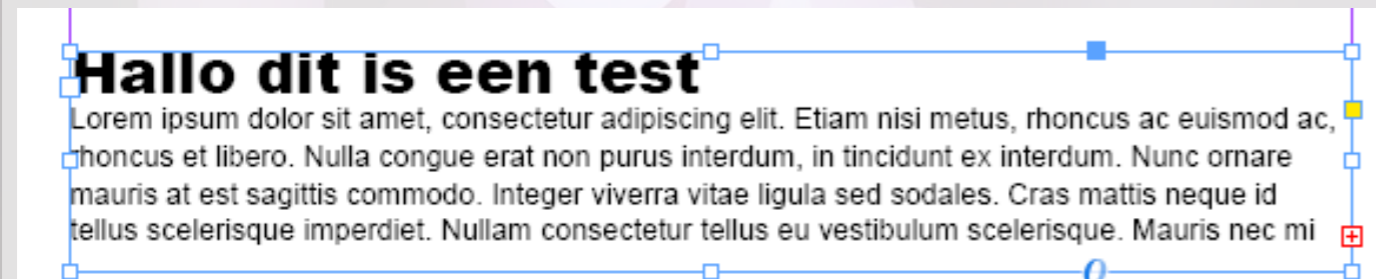 Hallo dit is een test
Lorem ipsum dolor sit amet, consectetur adipiscing elit. Etiam nisi metus, rhoncus ac euismod ac,
rhoncus et libero. Nulla congue erat non purus interdum, in tincidunt ex interdum. Nunc ornare
mauris at est sagittis commodo. Integer viverra vitae ligula sed sodales. Cras mattis neque id
tellus scelerisque imperdiet. Nullam consectetur tellus eu vestibulum scelerisque. Mauris nec mi